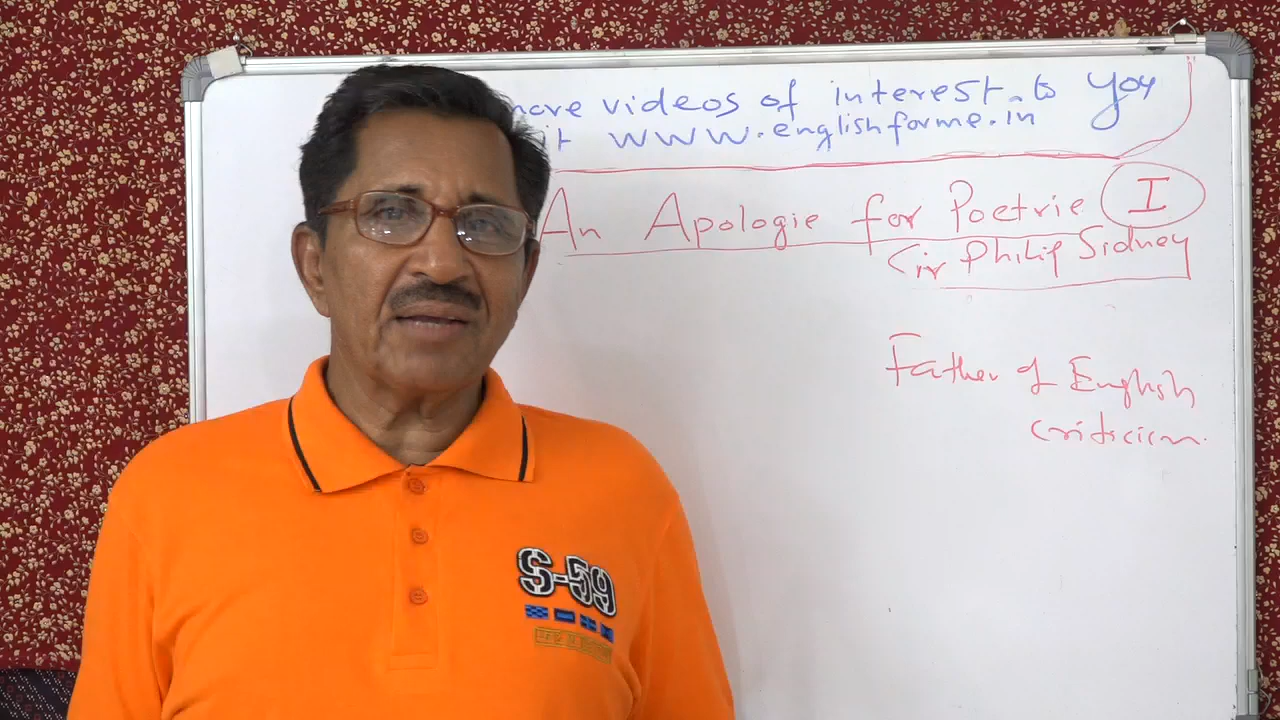 more videos of interest to you
it www.englishforme.in
An Apologie for Poetrie I
Sir Philip Sidney
Father of English
criticism.
S-59